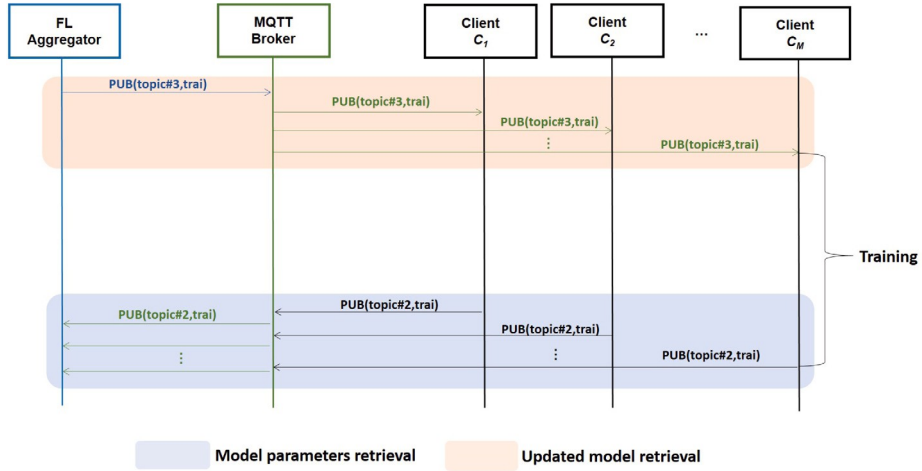 FL
Aggregator
MQTT
Broker
Client
C1
Client
C2
...
Client
CM
PUB(topic#3,trai)
PUB(topic#3,trai)
PUB(topic#3,trai)
⋮
PUB(topic#3,trai)
Training
PUB(topic#2,trai)
PUB(topic#2,trai)
PUB(topic#2,trai)
⋮
⋮
PUB(topic#2,trai)
Model parameters retrieval
Updated model retrieval